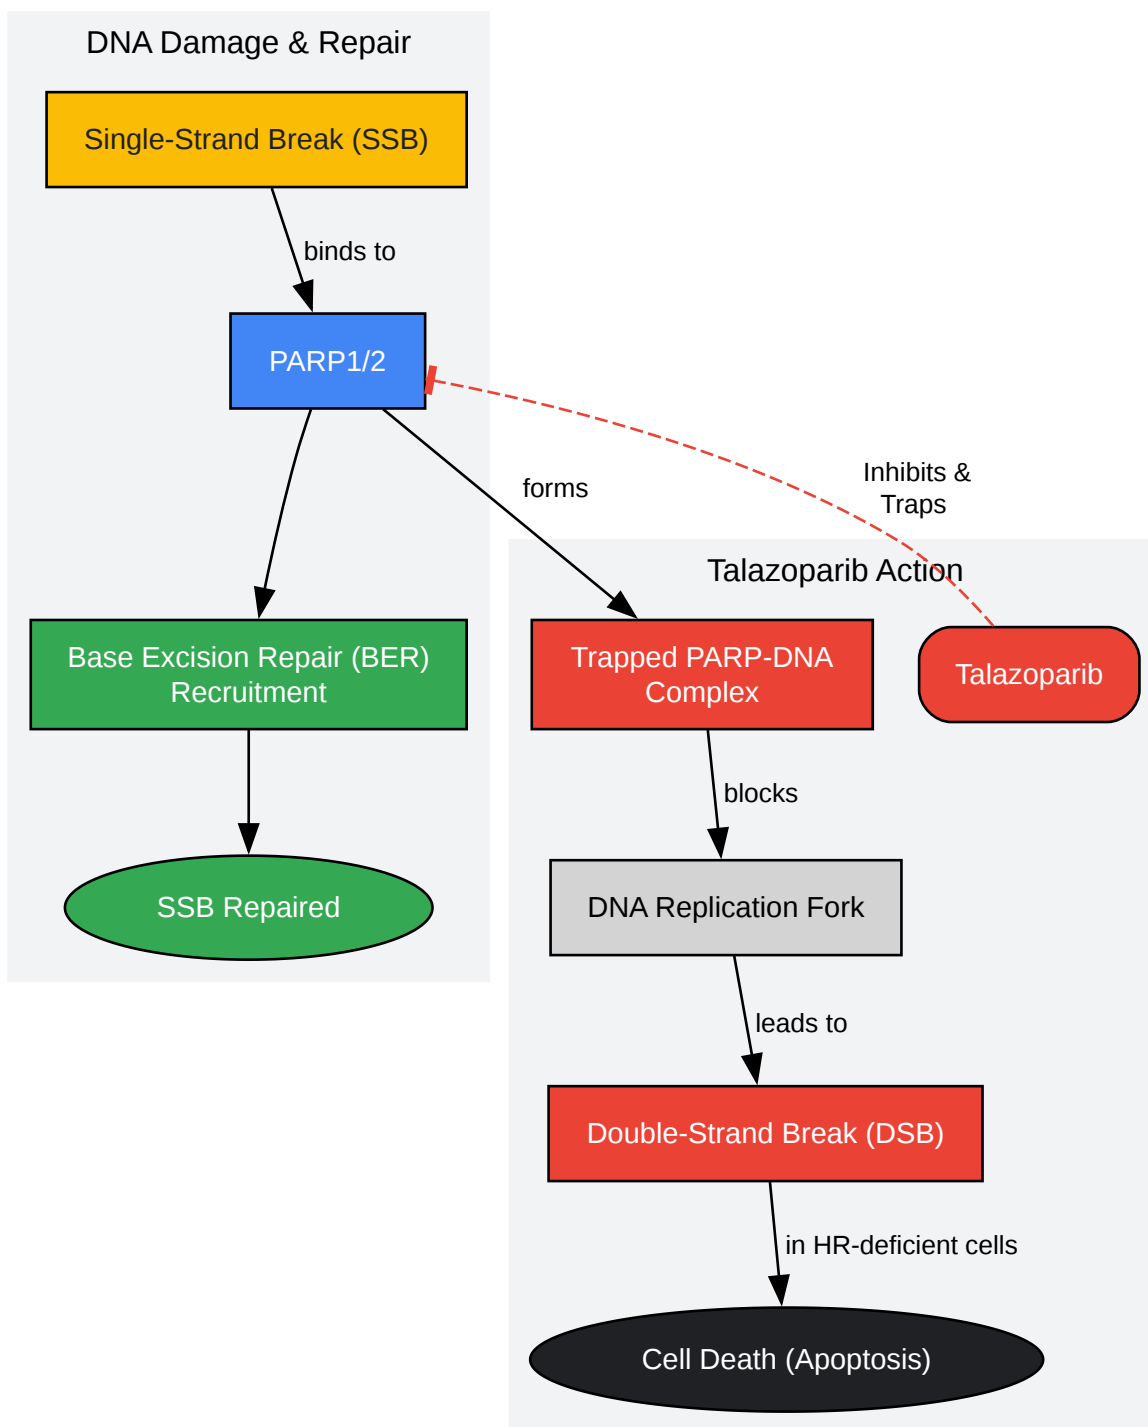 DNA Damage & Repair
Single-Strand Break (SSB)
binds to
PARP1/2
Inhibits &
Traps
forms
Talazoparib Action
Base Excision Repair (BER)
Recruitment
Trapped PARP-DNA
Complex
Talazoparib
blocks
SSB Repaired
DNA Replication Fork
leads to
Double-Strand Break (DSB)
in HR-deficient cells
Cell Death (Apoptosis)